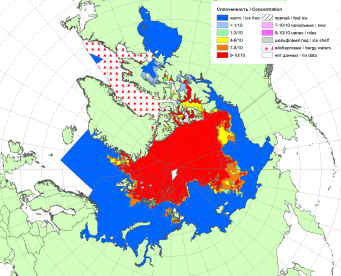 Сплоченность / Concentration
чисто / ice free
< 1/10
1-3/10
4-6/10
7-8/10
9-10/10
припай / fast ice
7-10/10 начальные / new
9-10/10 нилас / nilas
шельфовый лед / ice shelf
айсберговые / bergy waters
нет данных / no data